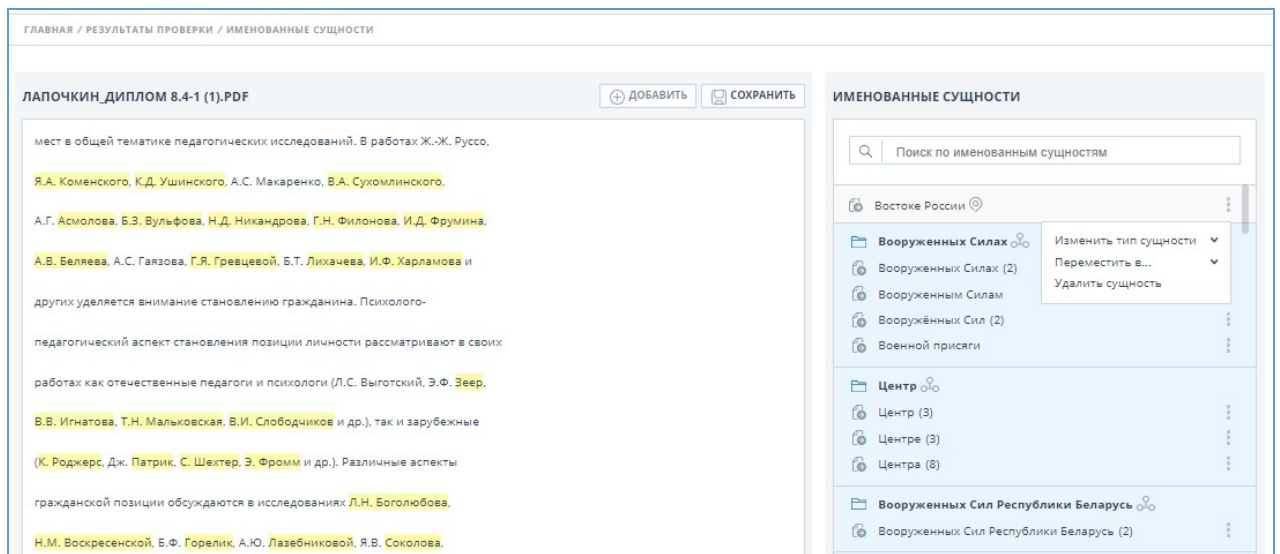 ГЛАВНАЯ / РЕЗУЛЬТАТЫ ПРОВЕРКИ / ИМЕНОВАННЫЕ СУЩНОСТИ
ЛАПОЧКИН_ДИПЛОМ 8.4-1 (1).PDF
ДОБАВИТЬ
СОХРАНИТЬ
мест в общей тематике педагогических исследований. В работах Ж.-Ж. Руссо,
Я.А. Коменского, К.Д. Ушинского, А.С. Макаренко, В.А. Сухомлинского,
А.Г. Асмолова, Б.З. Вульфова, Н.Д. Никандрова, Г.Н. Филонова, И.Д. Фрумина,
А.В. Беляева, А.С. Гаязова, Г.Я. Гревцевой, Б.Т. Лихачева, И.Ф. Харламова и
других уделяется внимание становлению гражданина. Психолого-
педагогический аспект становления позиции личности рассматривают в своих
работах как отечественные педагоги и психологи (Л.С. Выготский, Э.Ф. Зеер,
В.В. Игнатова, Т.Н. Мальковская, В.И. Слободчиков и др.), так и зарубежные
(К. Роджерс, Дж. Патрик, С. Шехтер, Э. Фромм и др.). Различные аспекты
гражданской позиции обсуждаются в исследованиях Л.Н. Боголюбова,
Н.М. Воскресенской, Б.Ф. Горелик, А.Ю. Лазебниковой, Я.В. Соколова,
ИМЕНОВАННЫЕ СУЩНОСТИ
Поиск по именованным сущностям
Востоке России
Вооруженных Силах
Вооруженных Силах (2)
Вооруженным Силам
Вооружённых Сил (2)
Военной присяги
Изменить тип сущности
Переместить в...
Удалить сущность
Центр
Центр (3)
Центре (3)
Центра (8)
Вооруженных Сил Республики Беларусь
Вооруженных Сил Республики Беларусь (2)